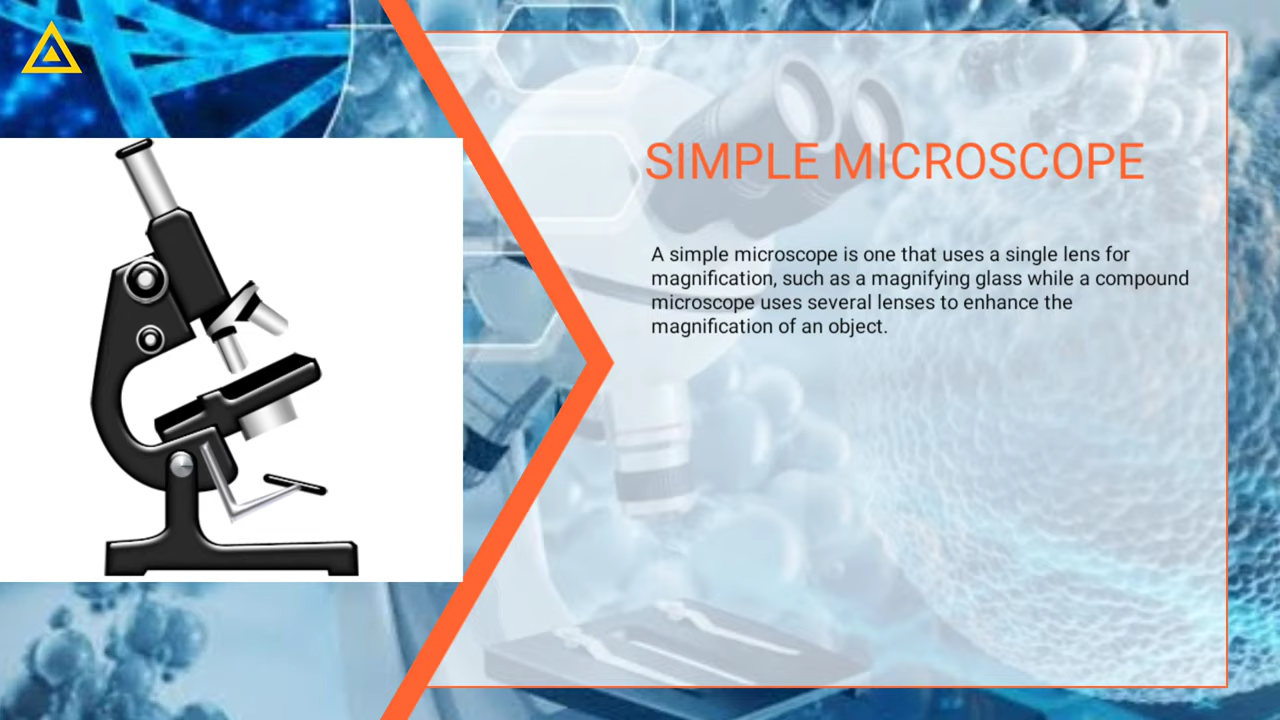 SIMPLE MICROSCOPE
A simple microscope is one that uses a single lens for
magnification, such as a magnifying glass while a compound
microscope uses several lenses to enhance the
magnification of an object.